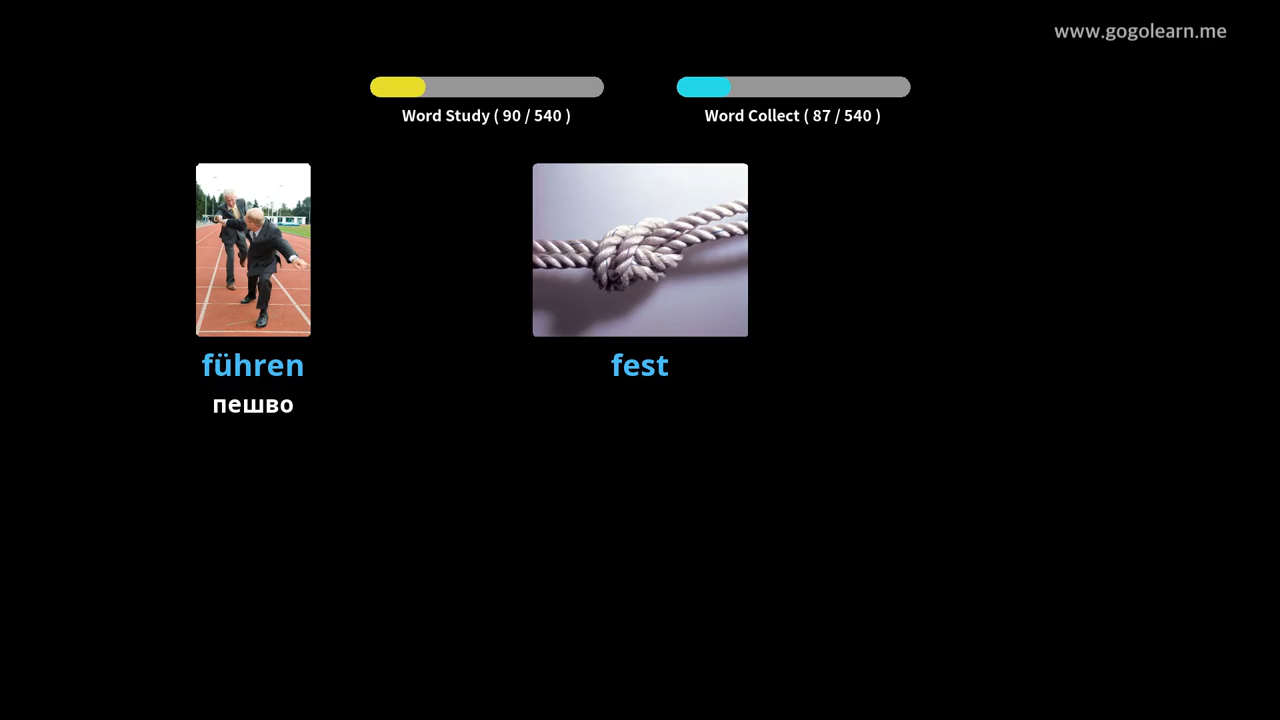 www.gogolearn.me
Word Study ( 90 / 540 )
Word Collect ( 87 / 540 )
führen
fest
пешво